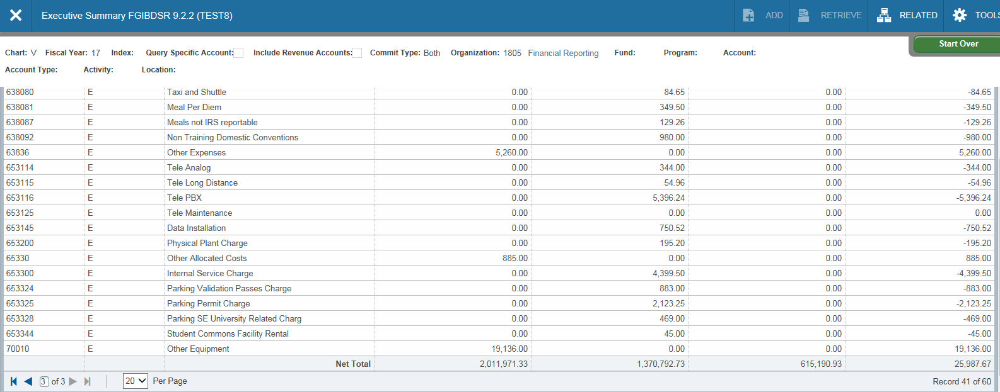 Executive Summary FGIBDSR 9.2.2 (TEST8) ADD RETRIEVE RELATED TOOLS
Start Over
Chart: V Fiscal Year: 17 Index: Query Specific Account: Include Revenue Accounts: Commit Type: Both Organization: 1805 Financial Reporting Fund: Program: Account:
Account Type: Activity: Location:
638080 E Taxi and Shuttle 0.00 84.65 0.00 -84.65
638081 E Meal Per Diem 0.00 349.50 0.00 -349.50
638087 E Meals not IRS reportable 0.00 129.26 0.00 -129.26
638092 E Non Training Domestic Conventions 0.00 980.00 0.00 -980.00
63836 E Other Expenses 5,260.00 0.00 0.00 5,260.00
653114 E Tele Analog 0.00 344.00 0.00 -344.00
653115 E Tele Long Distance 0.00 54.96 0.00 -54.96
653116 E Tele PBX 0.00 5,396.24 0.00 -5,396.24
653125 E Tele Maintenance 0.00 0.00 0.00 0.00
653145 E Data Installation 0.00 750.52 0.00 -750.52
653200 E Physical Plant Charge 0.00 195.20 0.00 -195.20
65330 E Other Allocated Costs 885.00 0.00 0.00 885.00
653300 E Internal Service Charge 0.00 4,399.50 0.00 -4,399.50
653324 E Parking Validation Passes Charge 0.00 883.00 0.00 -883.00
653325 E Parking Permit Charge 0.00 2,123.25 0.00 -2,123.25
653328 E Parking SE University Related Charg 0.00 469.00 0.00 -469.00
653344 E Student Commons Facility Rental 0.00 45.00 0.00 -45.00
70010 E Other Equipment 19,136.00 0.00 0.00 19,136.00
Net Total 2,011,971.33 1,370,792.73 615,190.93 25,987.67
3 of 3 20 Per Page Record 41 of 60